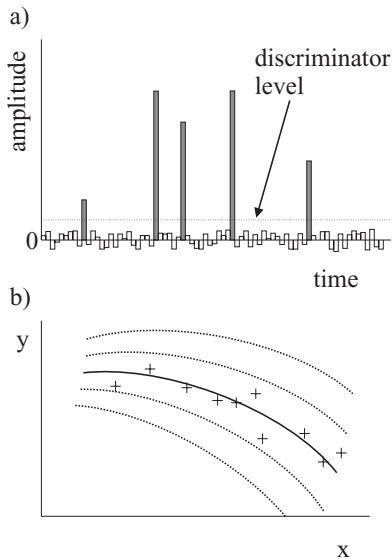 a)
discriminator
level
amplitude
0
time
b)
y
x